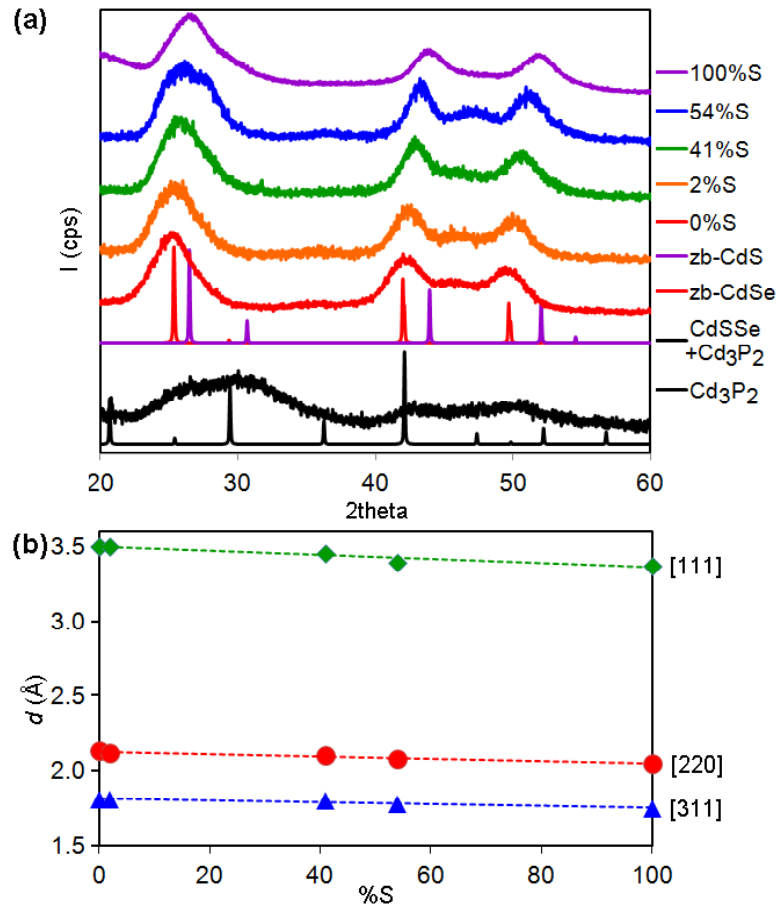 (a)
I (cps)
100%S
54%S
41%S
2%S
0%S
zb-CdS
zb-CdSe
CdSSe
+Cd₃P₂
Cd₃P₂
20 30 40 50 60
2theta
(b)
3.5
3.0
2.5
2.0
1.5
d (Å)
[111]
[220]
[311]
0 20 40 60 80 100
%S